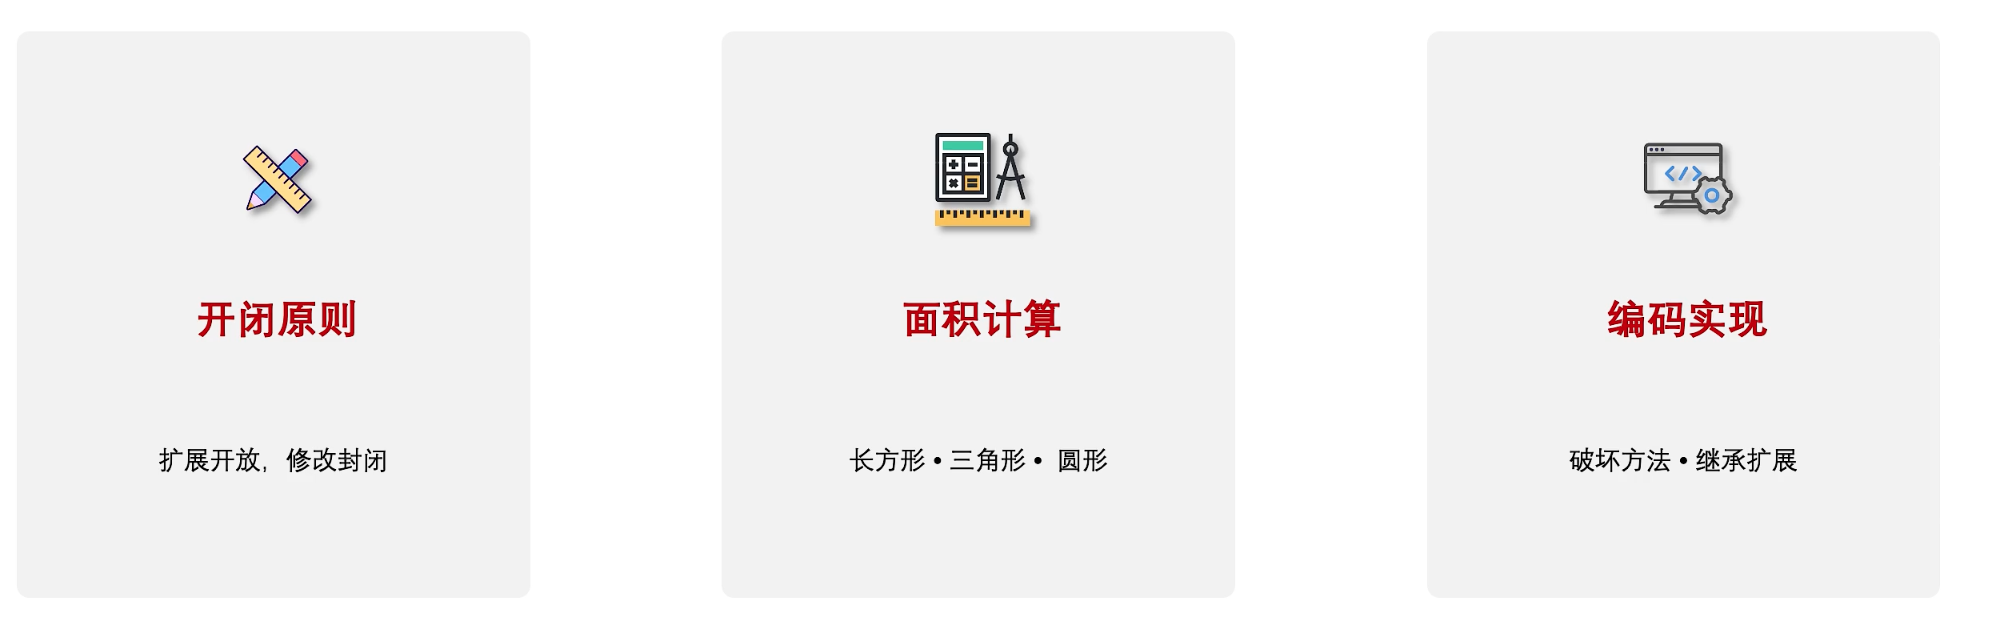 开闭原则
扩展开放，修改封闭
面积计算
长方形 • 三角形 • 圆形
编码实现
破坏方法 • 继承扩展